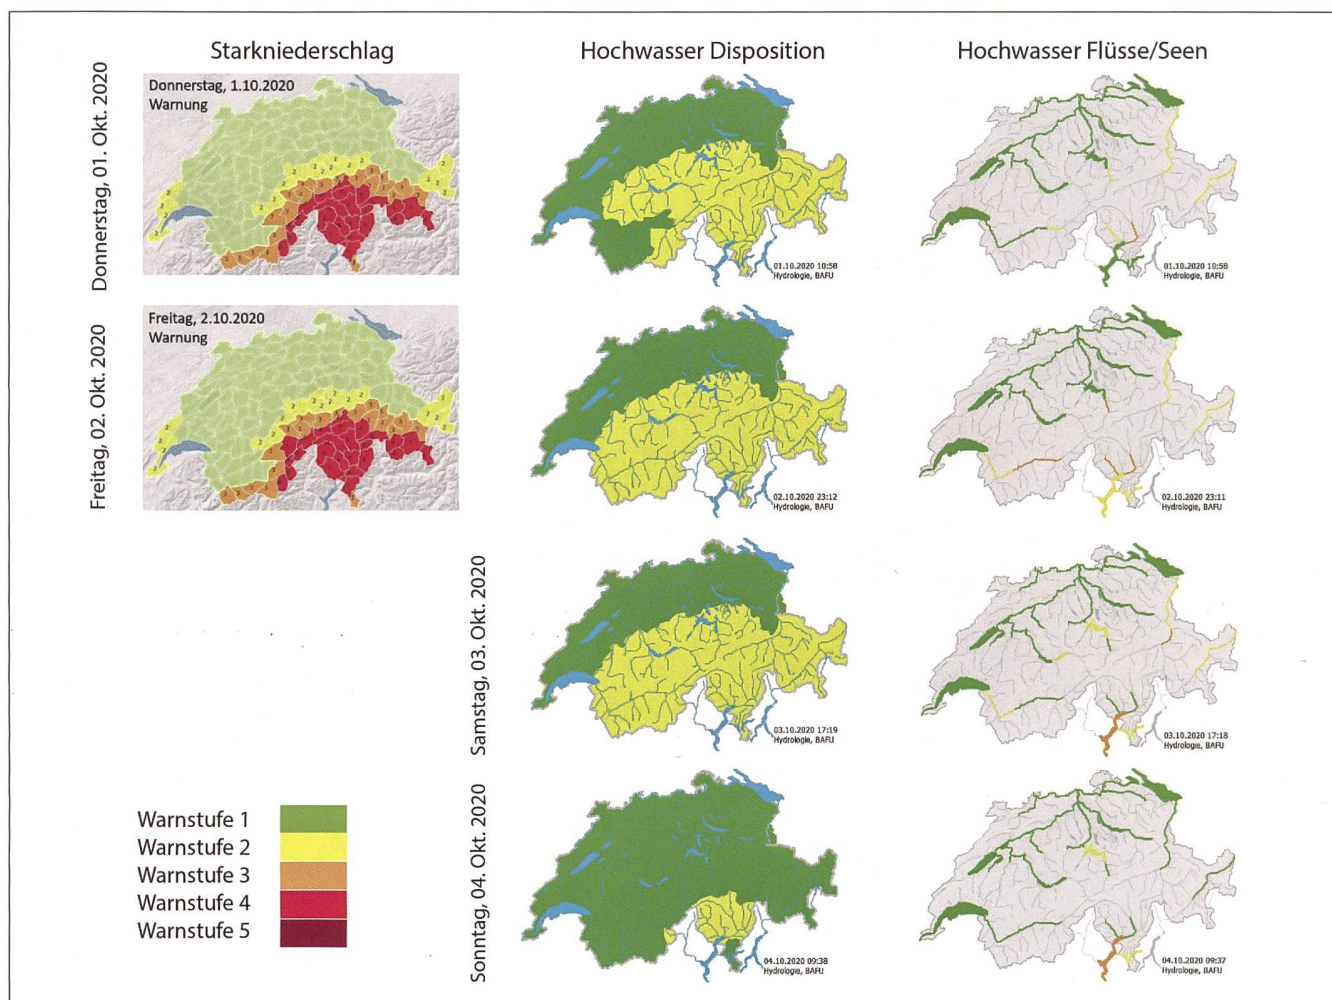 Starkniederschlag
Hochwasser Disposition
Hochwasser Flüsse/Seen
Donnerstag, 01. Okt. 2020
Donnerstag, 1.10.2020
Warnung
01.10.2020 10:58
Hydrologie, BAFU
01.10.2020 10:58
Hydrologie, BAFU
Freitag, 02. Okt. 2020
Freitag, 2.10.2020
Warnung
02.10.2020 23:12
Hydrologie, BAFU
02.10.2020 23:11
Hydrologie, BAFU
Samstag, 03. Okt. 2020
03.10.2020 17:19
Hydrologie, BAFU
03.10.2020 17:18
Hydrologie, BAFU
Sonntag, 04. Okt. 2020
04.10.2020 09:38
Hydrologie, BAFU
04.10.2020 09:37
Hydrologie, BAFU
Warnstufe 1
Warnstufe 2
Warnstufe 3
Warnstufe 4
Warnstufe 5